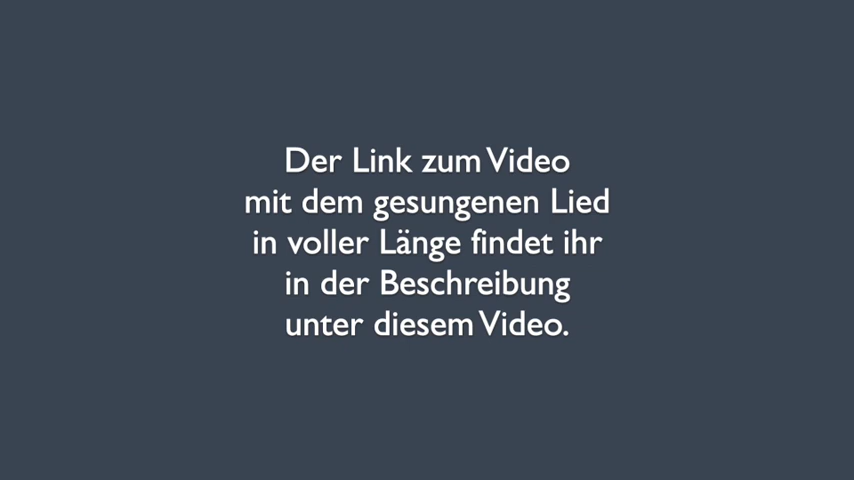 Der Link zum Video
mit dem gesungenen Lied
in voller Länge findet ihr
in der Beschreibung
unter diesem Video.